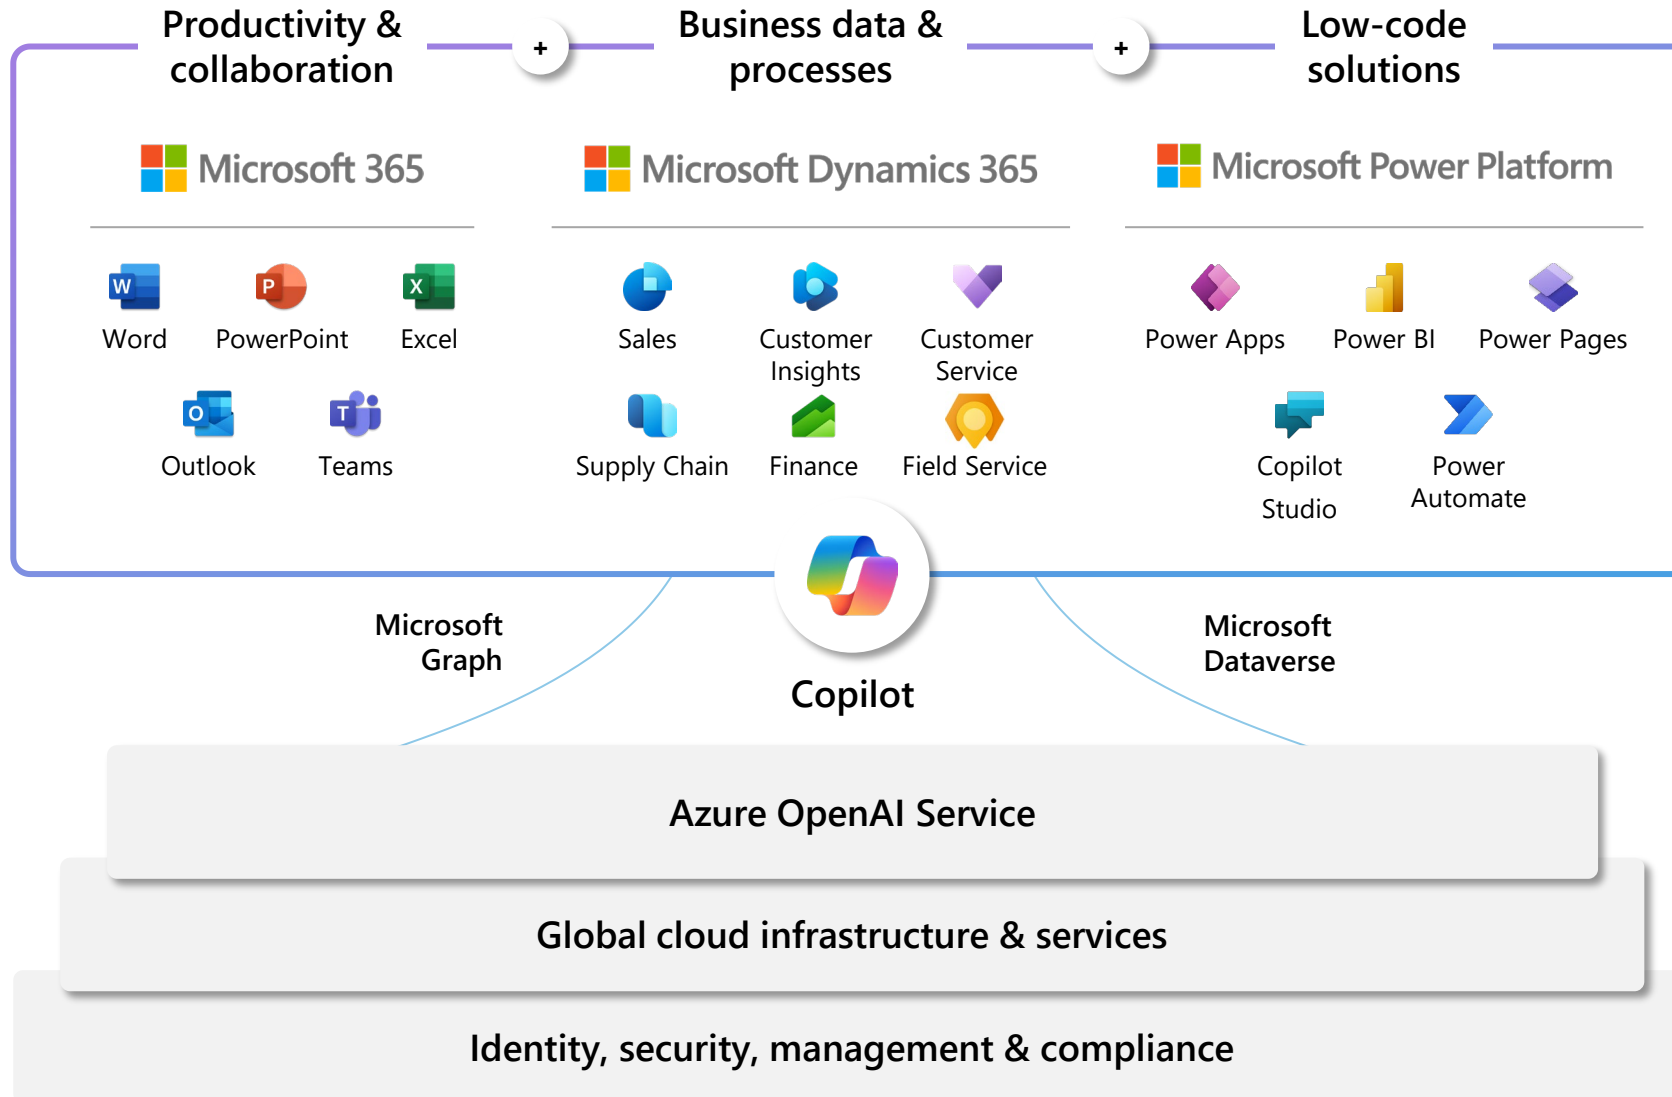 Productivity &
collaboration
+
Business data &
processes
+
Low-code
solutions
Microsoft 365
Microsoft Dynamics 365
Microsoft Power Platform
W
P
X
Word
PowerPoint
Excel
O
T
Outlook
Teams
Sales
Customer
Insights
Customer
Service
Supply Chain
Finance
Field Service
Power Apps
Power BI
Power Pages
Copilot
Studio
Power
Automate
Microsoft
Graph
Copilot
Microsoft
Dataverse
Azure OpenAI Service
Global cloud infrastructure & services
Identity, security, management & compliance